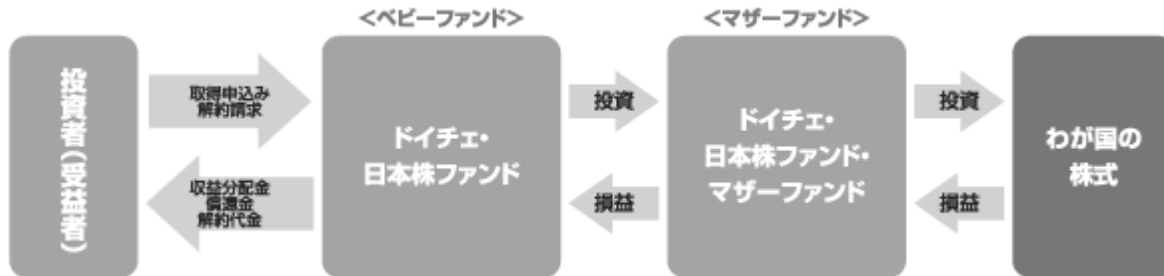 <ベビーファンド>
<マザーファンド>
投資者(受益者)
取得申込み
解約請求
収益分配金
償還金
解約代金
ドイチェ・
日本株ファンド
投資
損益
ドイチェ・
日本株ファンド・
マザーファンド
投資
損益
わが国の
株式